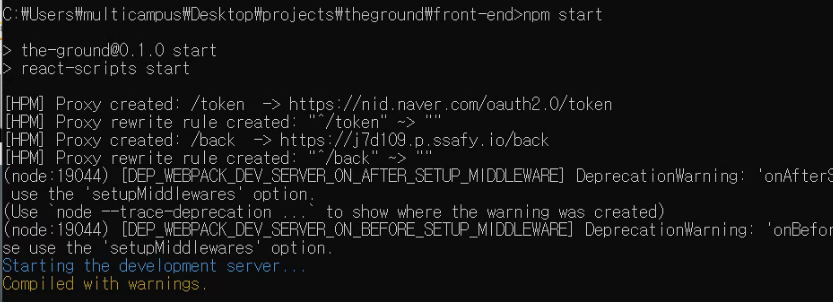 C:₩Users₩multicampus₩Desktop₩projects₩theground₩front-end>npm start
> the-ground@0.1.0 start
> react-scripts start
[HPM] Proxy created: /token  -> https://nid.naver.com/oauth2.0/token
[HPM] Proxy rewrite rule created: "^/token" ~> ""
[HPM] Proxy created: /back  -> https://j7d109.p.ssafy.io/back
[HPM] Proxy rewrite rule created: "^/back" ~> ""
(node:19044) [DEP_WEBPACK_DEV_SERVER_ON_AFTER_SETUP_MIDDLEWARE] DeprecationWarning: 'onAfterS
use the 'setupMiddlewares' option.
(Use `node --trace-deprecation ...` to show where the warning was created)
(node:19044) [DEP_WEBPACK_DEV_SERVER_ON_BEFORE_SETUP_MIDDLEWARE] DeprecationWarning: 'onBefor
se use the 'setupMiddlewares' option.
Starting the development server...
Compiled with warnings.